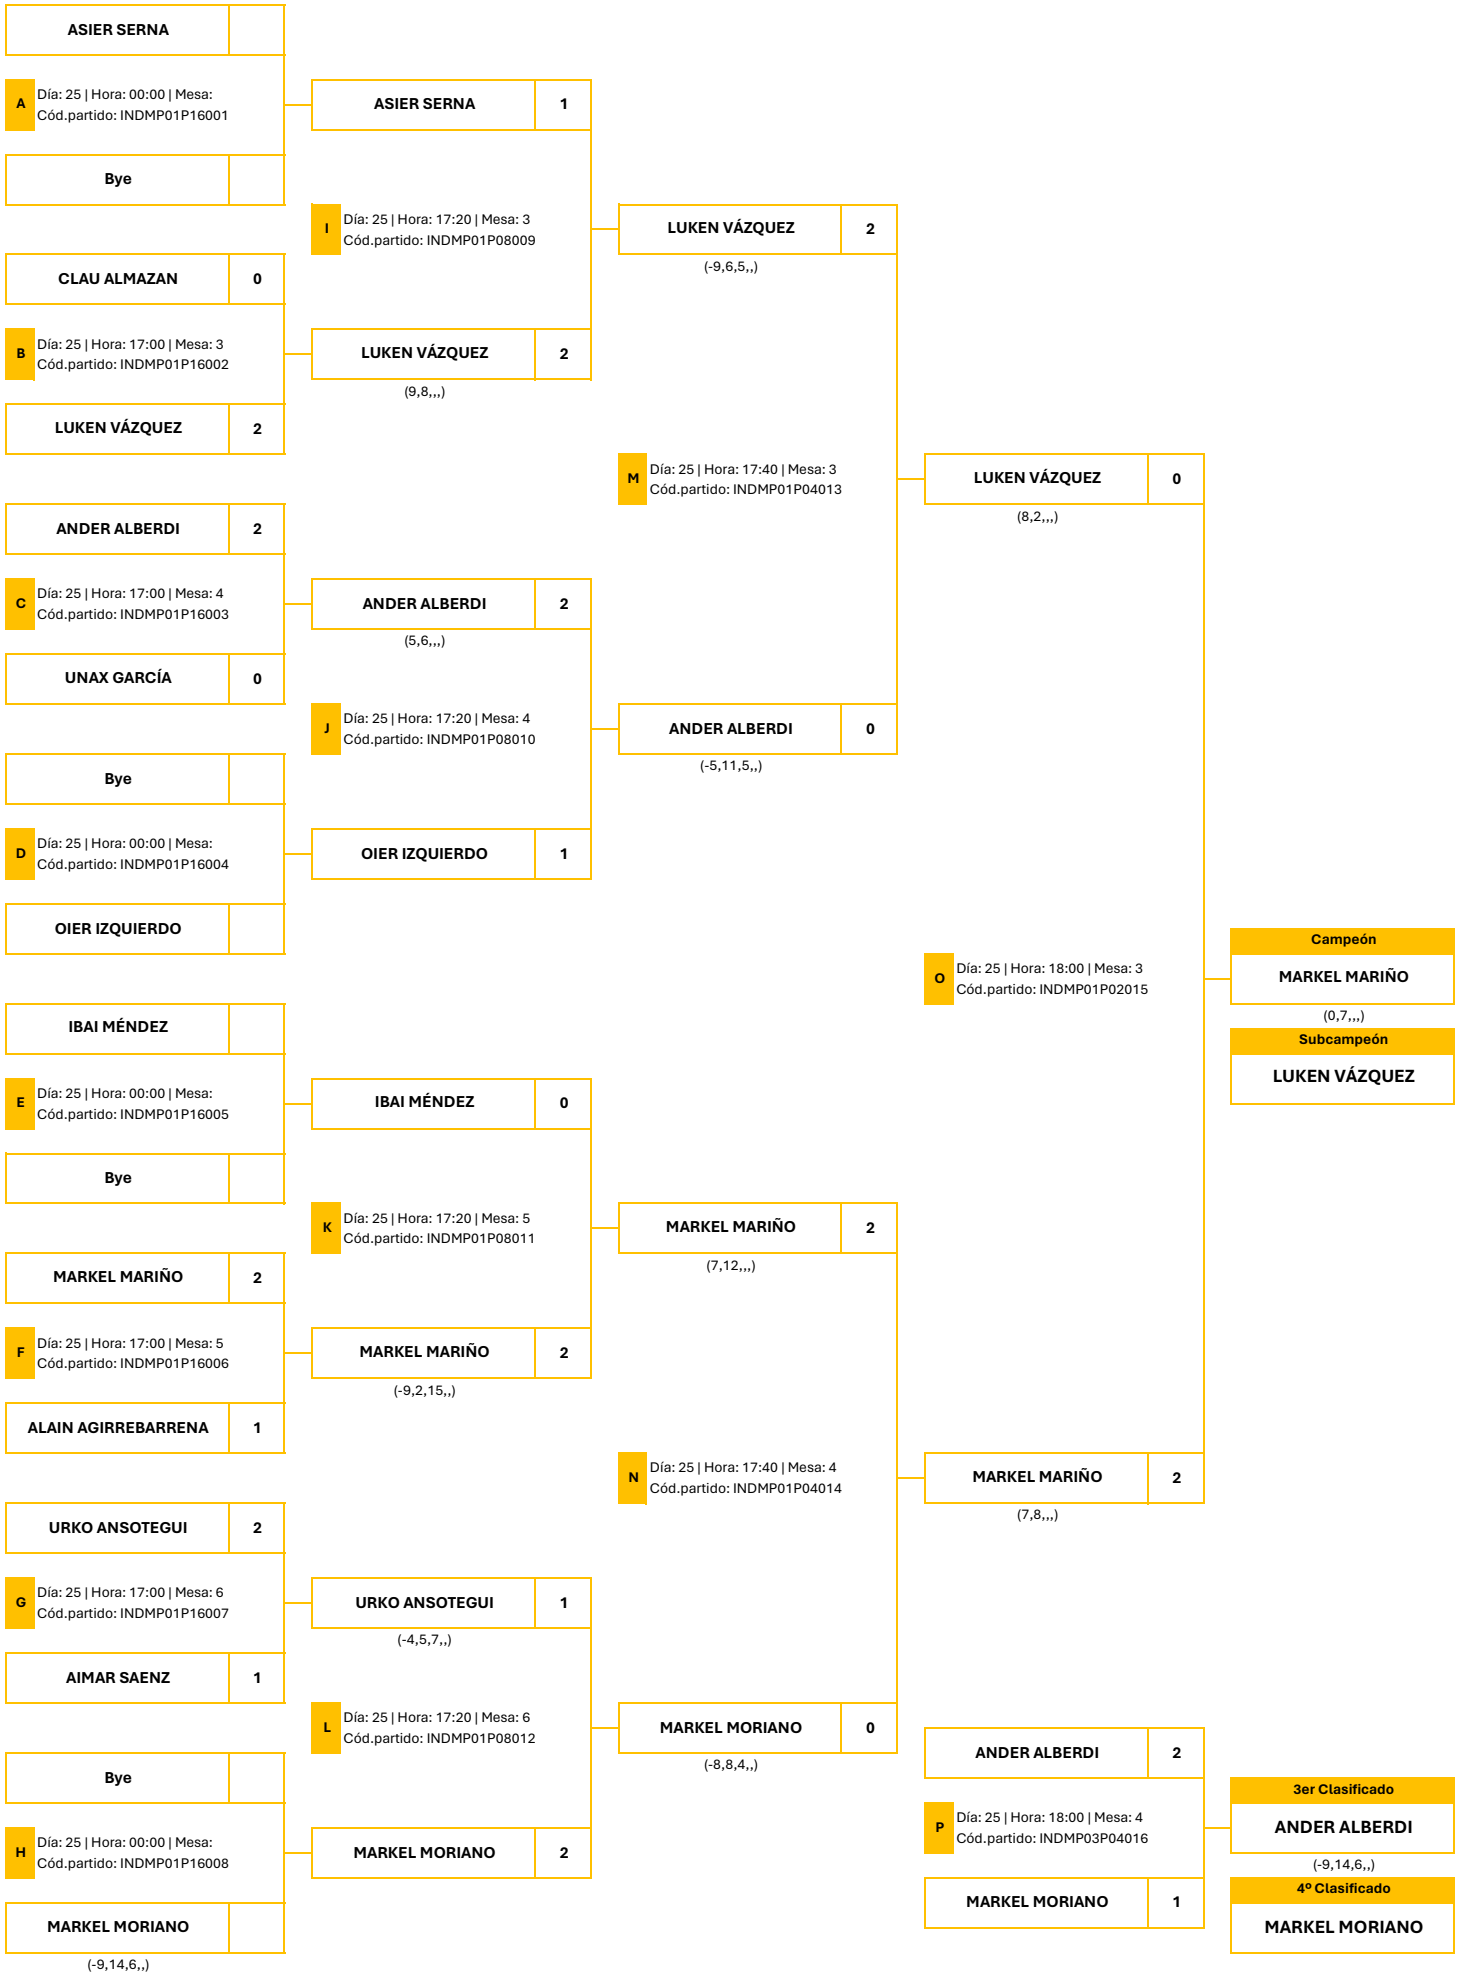 ASIER SERNA
A
Día: 25 | Hora: 00:00 | Mesa:
Cód.partido: INDMP01P16001
Bye
CLAU ALMAZAN 0
B
Día: 25 | Hora: 17:00 | Mesa: 3
Cód.partido: INDMP01P16002
LUKEN VÁZQUEZ 2
ANDER ALBERDI 2
C
Día: 25 | Hora: 17:00 | Mesa: 4
Cód.partido: INDMP01P16003
UNAX GARCÍA 0
Bye
D
Día: 25 | Hora: 00:00 | Mesa:
Cód.partido: INDMP01P16004
OIER IZQUIERDO
IBAI MÉNDEZ
E
Día: 25 | Hora: 00:00 | Mesa:
Cód.partido: INDMP01P16005
Bye
MARKEL MARIÑO 2
F
Día: 25 | Hora: 17:00 | Mesa: 5
Cód.partido: INDMP01P16006
ALAIN AGIRREBARRENA 1
URKO ANSOTEGUI 2
G
Día: 25 | Hora: 17:00 | Mesa: 6
Cód.partido: INDMP01P16007
AIMAR SAENZ 1
Bye
H
Día: 25 | Hora: 00:00 | Mesa:
Cód.partido: INDMP01P16008
MARKEL MORIANO
(-9,14,6,,)
ASIER SERNA 1
I
Día: 25 | Hora: 17:20 | Mesa: 3
Cód.partido: INDMP01P08009
LUKEN VÁZQUEZ 2
(9,8,,,)
ANDER ALBERDI 2
(5,6,,,)
J
Día: 25 | Hora: 17:20 | Mesa: 4
Cód.partido: INDMP01P08010
OIER IZQUIERDO 1
IBAI MÉNDEZ 0
K
Día: 25 | Hora: 17:20 | Mesa: 5
Cód.partido: INDMP01P08011
MARKEL MARIÑO 2
(-9,2,15,,)
URKO ANSOTEGUI 1
(-4,5,7,,)
L
Día: 25 | Hora: 17:20 | Mesa: 6
Cód.partido: INDMP01P08012
MARKEL MORIANO 2
LUKEN VÁZQUEZ 2
(-9,6,5,,)
M
Día: 25 | Hora: 17:40 | Mesa: 3
Cód.partido: INDMP01P04013
ANDER ALBERDI 0
(-5,11,5,,)
MARKEL MARIÑO 2
(7,12,,,)
N
Día: 25 | Hora: 17:40 | Mesa: 4
Cód.partido: INDMP01P04014
MARKEL MORIANO 0
(-8,8,4,,)
LUKEN VÁZQUEZ 0
(8,2,,,)
O
Día: 25 | Hora: 18:00 | Mesa: 3
Cód.partido: INDMP01P02015
MARKEL MARIÑO 2
(7,8,,,)
Campeón
MARKEL MARIÑO
(0,7,,,)
Subcampeón
LUKEN VÁZQUEZ
ANDER ALBERDI 2
P
Día: 25 | Hora: 18:00 | Mesa: 4
Cód.partido: INDMP03P04016
MARKEL MORIANO 1
3er Clasificado
ANDER ALBERDI
(-9,14,6,,)
4º Clasificado
MARKEL MORIANO